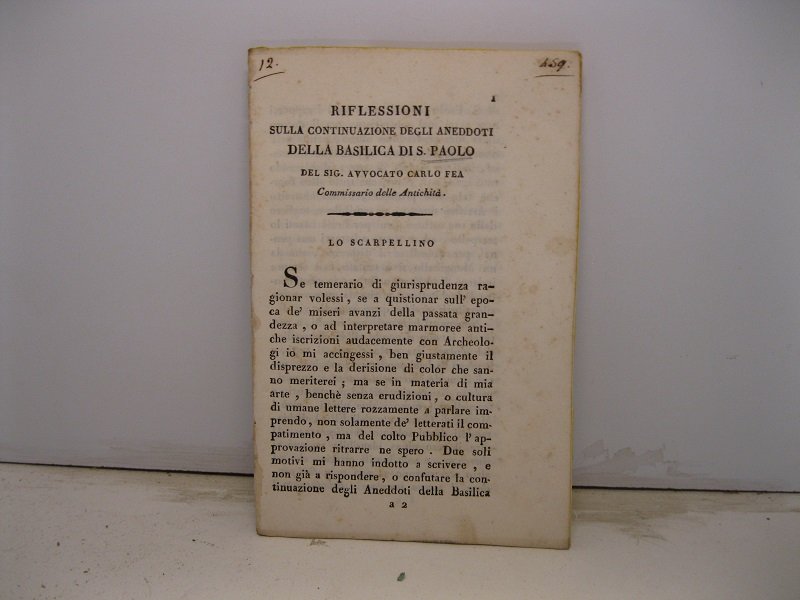 12.
459.
1
RIFLESSIONI
SULLA CONTINUAZIONE DEGLI ANEDDOTI
DELLA BASILICA DI S. PAOLO
DEL SIG. AVVOCATO CARLO FEA
Commissario delle Antichità.
LO SCARPELLINO
Se temerario di giurisprudenza ra-
gionar volessi, se a quistionar sull' epo-
ca de' miseri avanzi della passata gran-
dezza, o ad interpretare marmoree anti-
che iscrizioni audacemente con Archeolo-
gi io mi accingessi, ben giustamente il
disprezzo e la derisione di color che san-
no meriterei; ma se in materia di mia
arte, benchè senza erudizioni, o cultura
di umane lettere rozzamente a parlare im-
prendo, non solamente de' letterati il com-
patimento, ma del colto Pubblico l' ap-
provazione ritrarre ne spero. Due soli
motivi mi hanno indotto a scrivere, e
non già a rispondere, o confutare la con-
tinuazione degli Aneddoti della Basilica
a 2